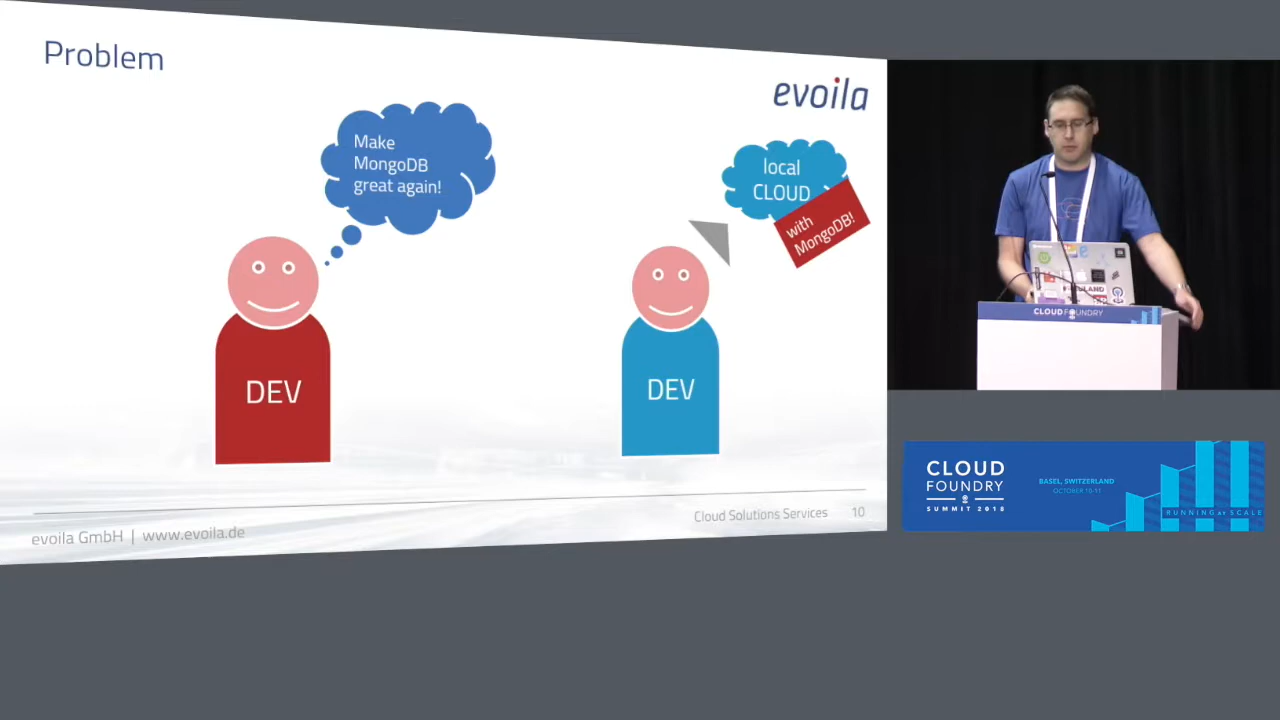 Problem
evoila
Make
MongoDB
great again!
local
CLOUD
with
MongoDB!
DEV
DEV
evoila GmbH | www.evoila.de
Cloud Solutions Services
10
CLOUD FOUNDRY
CLOUD
FOUNDRY
SUMMIT 2018
BASEL, SWITZERLAND
OCTOBER 10-11
RUNNING AT SCALE